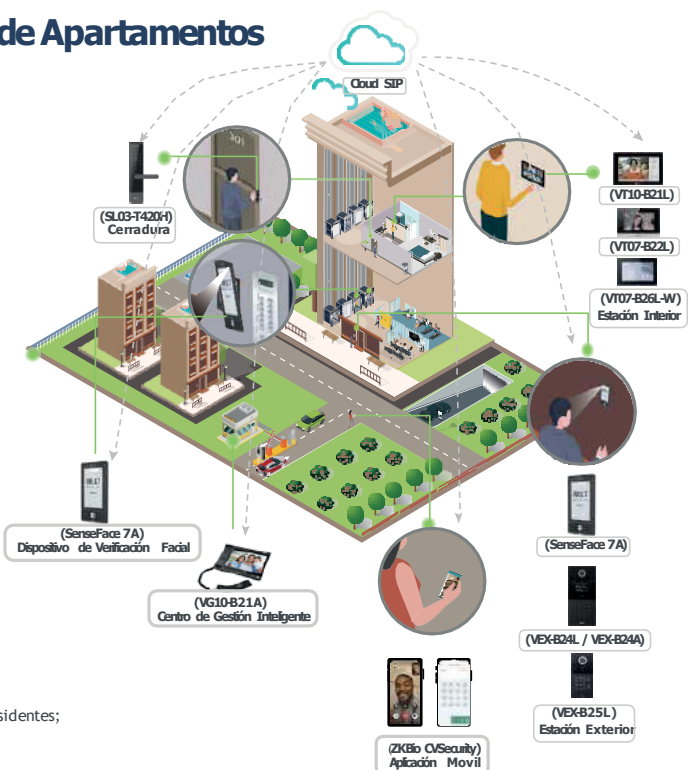 de Apartamentos
Cloud SIP
(SL03-T420H)
Cerradura
(VT10-B21L)
(VT07-B22L)
(VT07-B26L-W)
Estación Interior
(SenseFace 7A)
Dispositivo de Verificación Facial
(VG10-B21A)
Centro de Gestión Inteligente
(SenseFace 7A)
(VEX-B24L / VEX-B24A)
(VEX-B25L)
Estación Exterior
sidentes;
(ZKBio CVSecurity)
Aplicación Movil